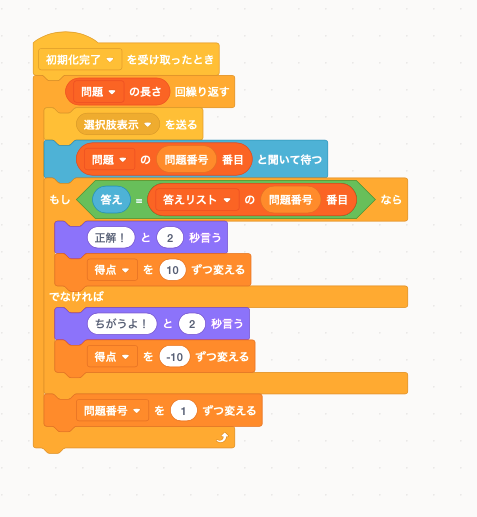 初期化完了 を受け取ったとき
問題 の長さ 回繰り返す
選択肢表示 を送る
問題 の 問題番号 番目 と聞いて待つ
もし 答え = 答えリスト の 問題番号 番目 なら
正解! と 2 秒言う
得点 を 10 ずつ変える
でなければ
ちがうよ! と 2 秒言う
得点 を -10 ずつ変える
問題番号 を 1 ずつ変える